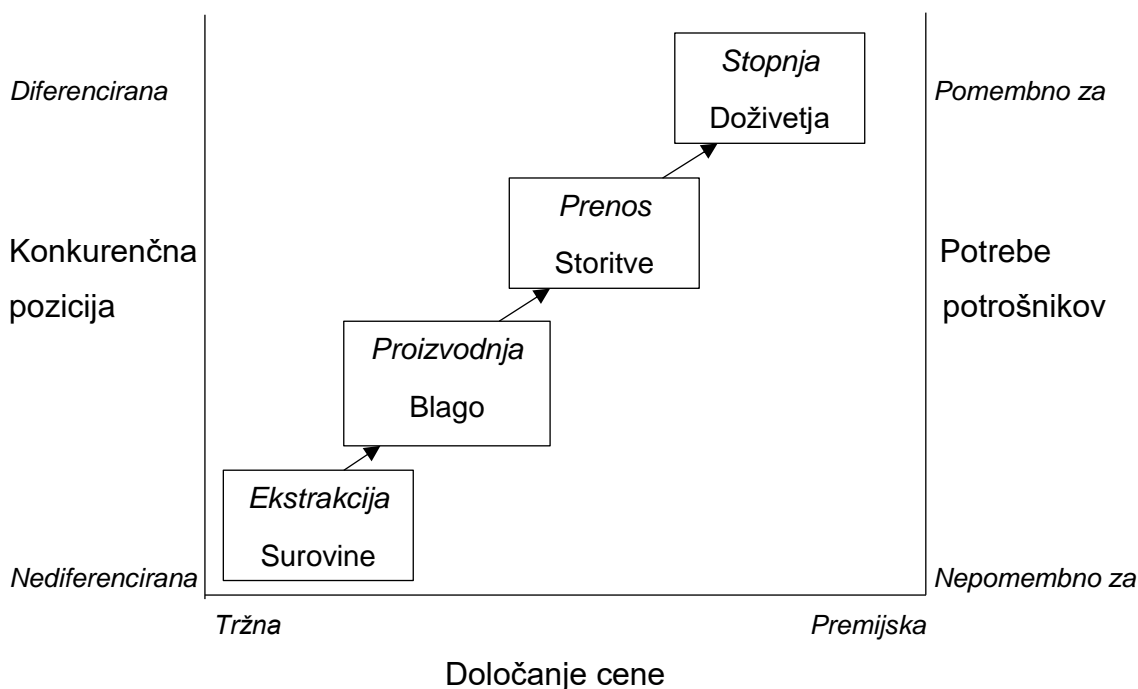 Stopnja
Doživetja
Diferencirana
Pomembno za
Prenos
Storitve
Konkurenčna
pozicija
Potrebe
potrošnikov
Proizvodnja
Blago
Ekstrakcija
Surovine
Nediferencirana
Nepomembno za
Tržna
Premijska
Določanje cene